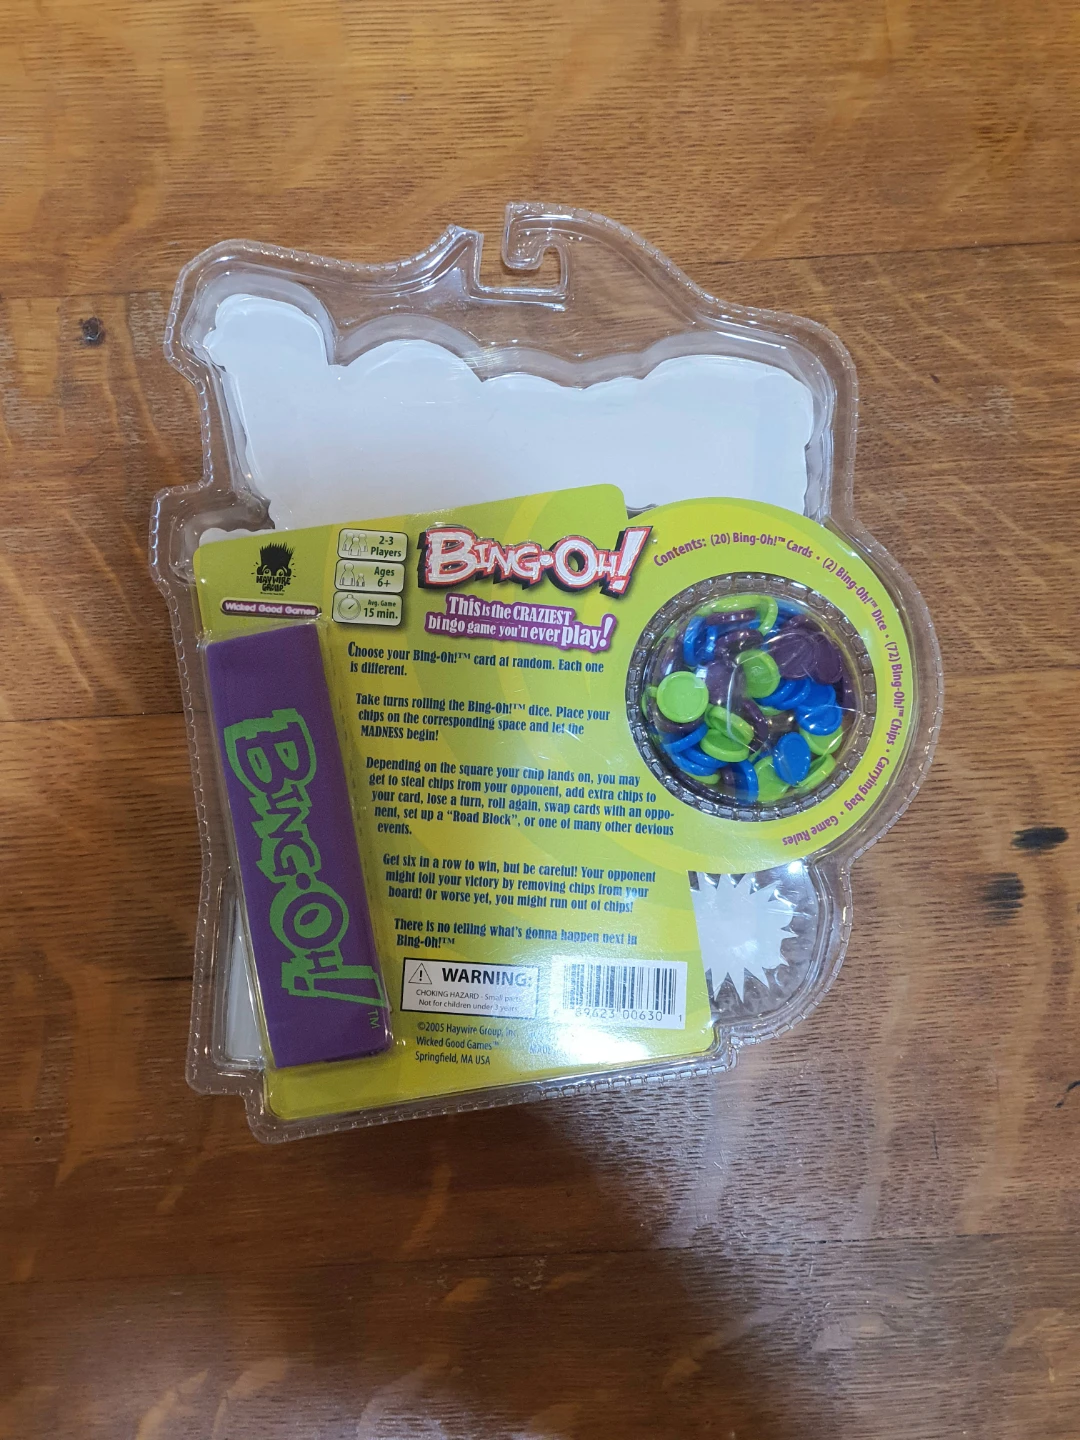 HAYWIRE
GROUP
Wicked Good Games
2-3
Players
Ages
6+
Avg. Game
15 min.
BING•OH!
This is the CRAZIEST
bingo game you'll ever play!
Contents: (20) Bing-Oh!™ Cards • (2) Bing-Oh!™ Dice • (72) Bing-Oh!™ Chips • Carrying bag • Game Rules
Choose your Bing-Oh!™ card at random. Each one
is different.
Take turns rolling the Bing-Oh!™ dice. Place your
chips on the corresponding space and let the
MADNESS begin!
Depending on the square your chip lands on, you may
get to steal chips from your opponent, add extra chips to
your card, lose a turn, roll again, swap cards with an oppo-
nent, set up a “Road Block”, or one of many other devious
events.
Get six in a row to win, but be careful! Your opponent
might foil your victory by removing chips from your
board! Or worse yet, you might run out of chips!
There is no telling what's gonna happen next in
Bing-Oh!™
BING•OH!™
WARNING:
CHOKING HAZARD - Small parts
Not for children under 3 years
89623 00630 1
©2005 Haywire Group, Inc.
Wicked Good Games™
Springfield, MA USA